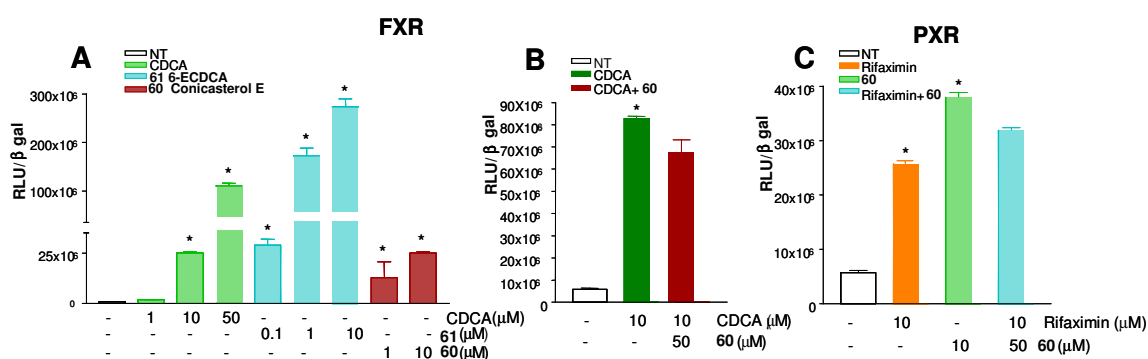 FXR
A
NT
CDCA
61 6-ECDCA
60 Conicasterol E
RLU/β gal
300x10⁶
200x10⁶
100x10⁶
25x10⁶
0
* * * * * * *
- - 1 10 50 - - - - - CDCA(μM)
- - - - 0.1 1 10 - - 61(μM)
- - - - - - - 1 10 60(μM)
B
NT
CDCA
CDCA+ 60
RLU/β gal
90X10⁶
80X10⁶
70x10⁶
60x10⁶
50x10⁶
40x10⁶
30x10⁶
20x10⁶
10x10⁶
0
*
- 10 10 CDCA (μM)
- - 50 60 (μM)
PXR
C
NT
Rifaximin
60
Rifaximin+ 60
RLU/β gal
40x10⁶
30x10⁶
20x10⁶
10x10⁶
0
* *
- 10 - 10 Rifaximin (μM)
- - 10 50 60 (μM)